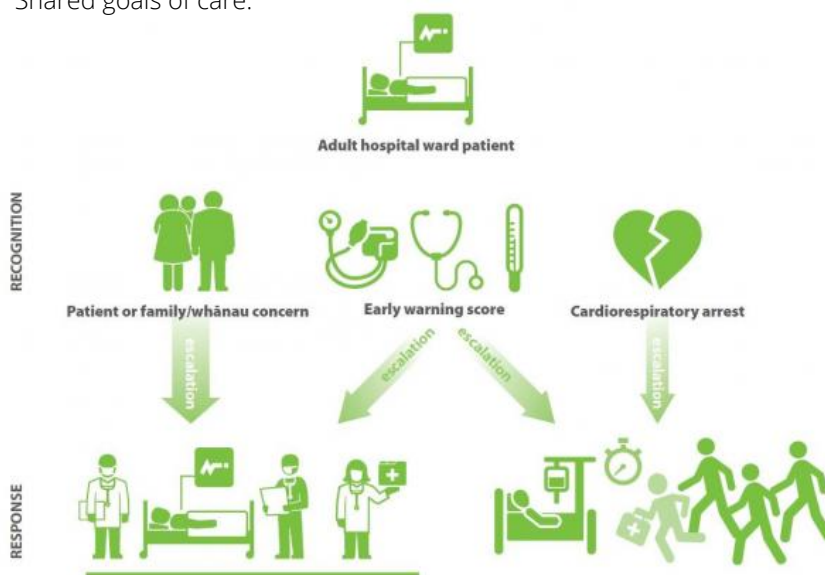 Shared goals of care.
Adult hospital ward patient
RECOGNITION
Patient or family/whānau concern
Early warning score
Cardiorespiratory arrest
escalation
escalation
escalation
escalation
RESPONSE